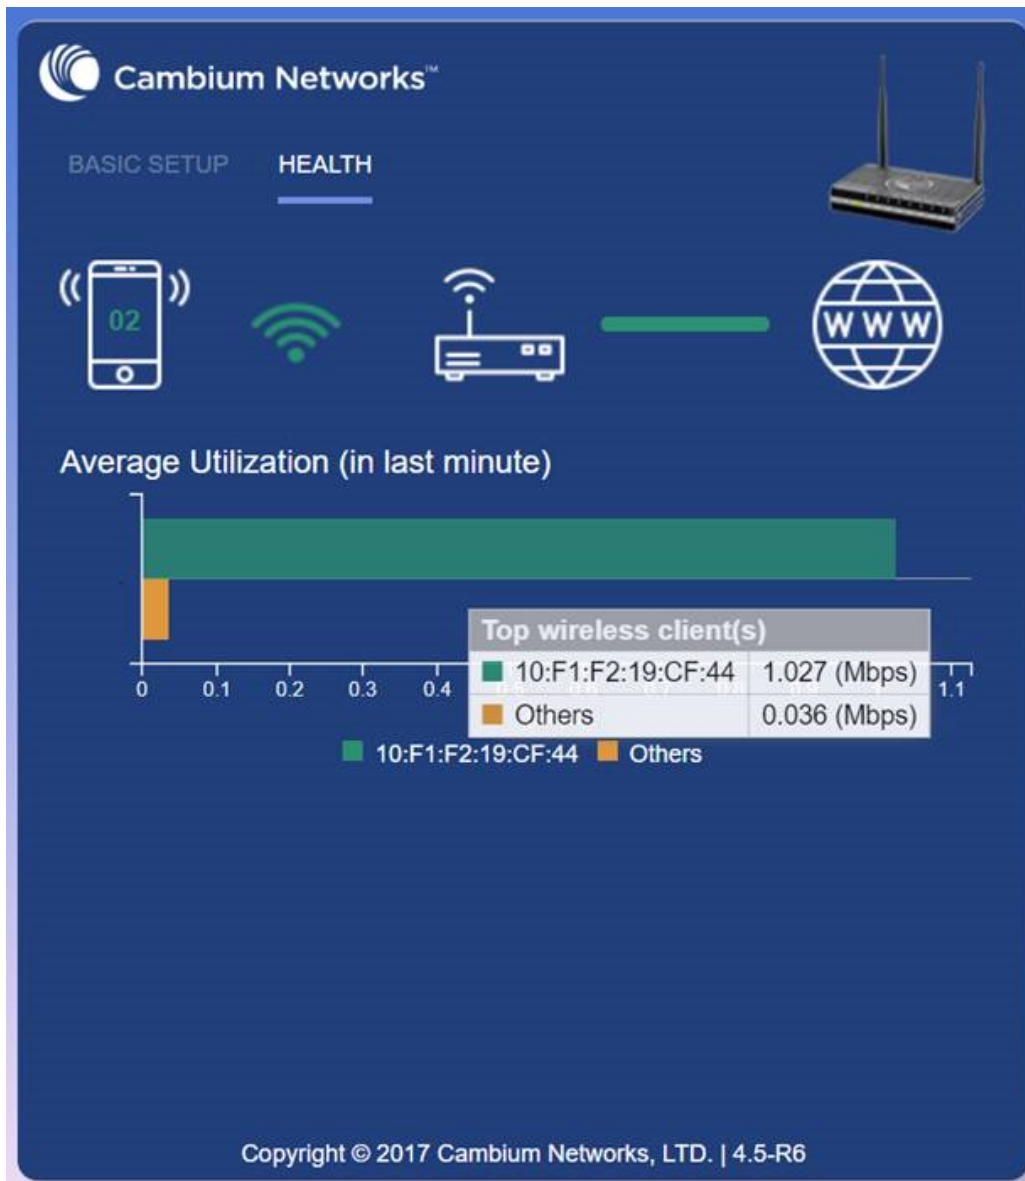 Cambium Networks™
BASIC SETUP HEALTH
02
WWW
Average Utilization (in last minute)
Top wireless client(s)
10:F1:F2:19:CF:44 1.027 (Mbps)
Others 0.036 (Mbps)
0 0.1 0.2 0.3 0.4 1.1
10:F1:F2:19:CF:44 Others
Copyright © 2017 Cambium Networks, LTD. | 4.5-R6